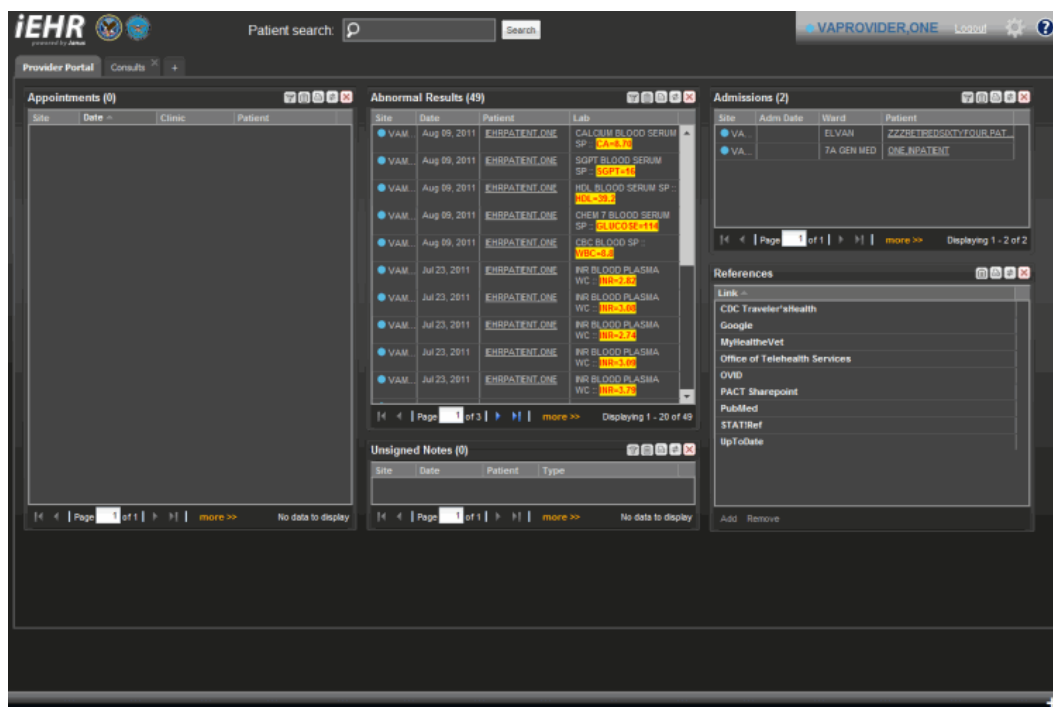 iEHR
powered by Janus
Patient search:
Search
VAPROVIDER,ONE
Logout
?
Provider Portal
Consults
+
Appointments (0)
Site Date Clinic Patient
Page 1 of 1 more >> No data to display
Abnormal Results (49)
Site Date Patient Lab
VAM... Aug 09, 2011 EHRPATIENT,ONE CALCIUM BLOOD SERUM
SP :: CA=8.70
VAM... Aug 09, 2011 EHRPATIENT,ONE SGPT BLOOD SERUM
SP :: SGPT=16
VAM... Aug 09, 2011 EHRPATIENT,ONE HDL BLOOD SERUM SP ::
HDL=39.2
VAM... Aug 09, 2011 EHRPATIENT,ONE CHEM 7 BLOOD SERUM
SP :: GLUCOSE=114
VAM... Aug 09, 2011 EHRPATIENT,ONE CBC BLOOD SP ::
VAM... Jul 23, 2011 EHRPATIENT,ONE INR BLOOD PLASMA
WC :: INR=2.82
VAM... Jul 23, 2011 EHRPATIENT,ONE INR BLOOD PLASMA
WC :: INR=3.08
VAM... Jul 23, 2011 EHRPATIENT,ONE INR BLOOD PLASMA
WC :: INR=2.74
VAM... Jul 23, 2011 EHRPATIENT,ONE INR BLOOD PLASMA
WC ::
VAM... Jul 23, 2011 EHRPATIENT,ONE INR BLOOD PLASMA
WC :: INR=3.79
Page 1 of 3 more >> Displaying 1 - 20 of 49
Unsigned Notes (0)
Site Date Patient Type
Page 1 of 1 more >> No data to display
Admissions (2)
Site Adm Date Ward Patient
VA... ELVAN ZZZRETIREDSIXTYFOUR,PAT...
VA... 7A GEN MED ONE,INPATIENT
Page 1 of 1 more >> Displaying 1 - 2 of 2
References
Link
CDC Traveler'sHealth
Google
MyHealtheVet
Office of Telehealth Services
OVID
PACT Sharepoint
PubMed
STAT!Ref
UpToDate
Add Remove